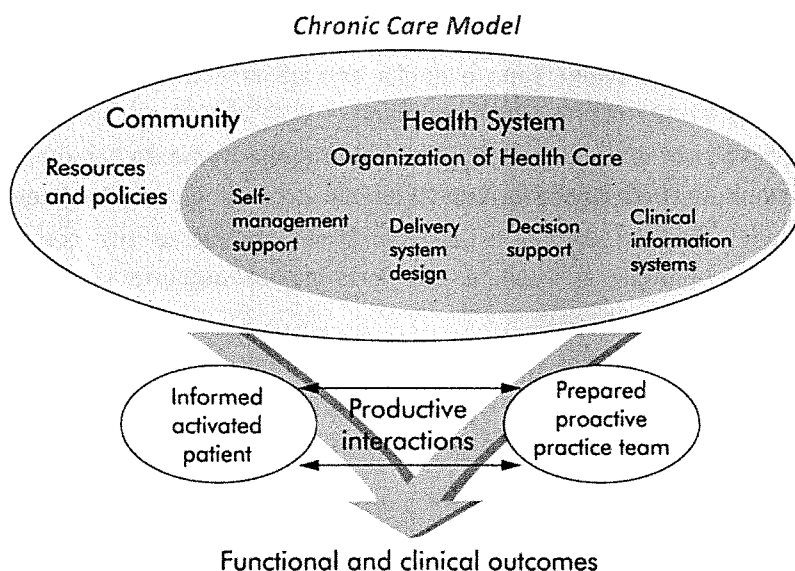 Chronic Care Model
Community
Health System
Resources
and policies
Organization of Health Care
Self-
management
support
Delivery
system
design
Decision
support
Clinical
information
systems
Informed
activated
patient
Productive
interactions
Prepared
proactive
practice team
Functional and clinical outcomes